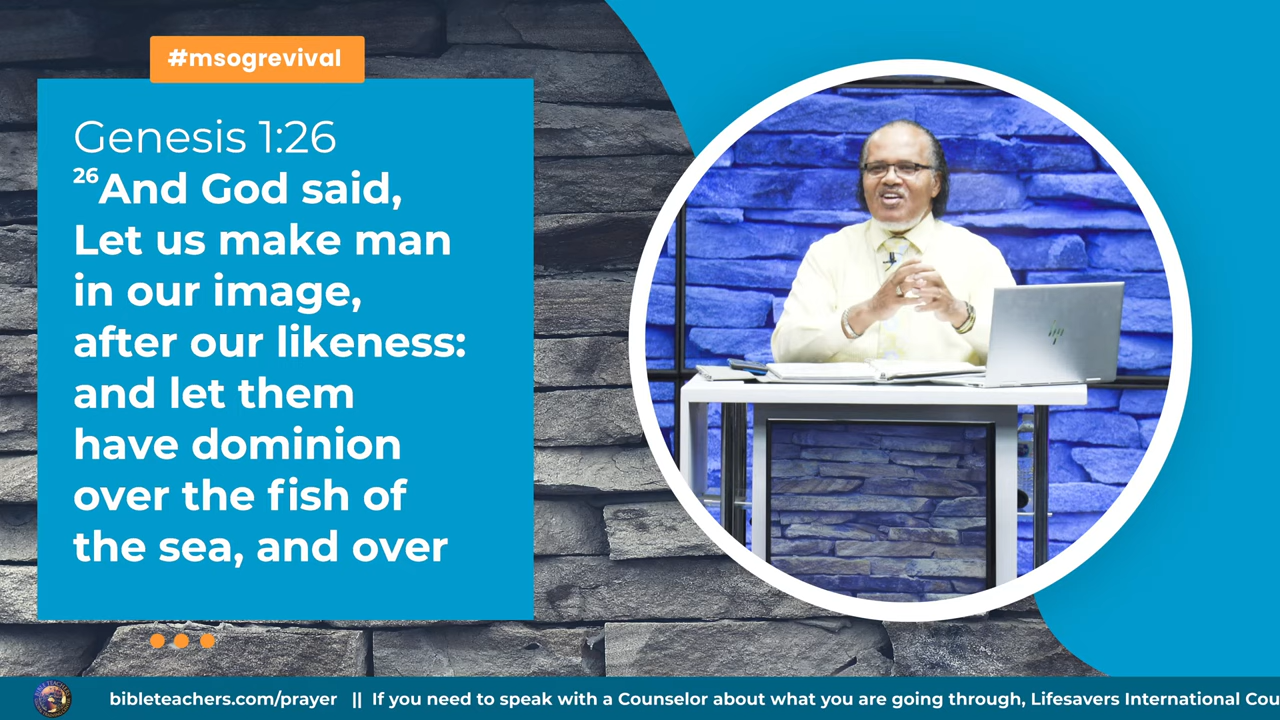 #msogrevival
Genesis 1:26
26And God said,
Let us make man
in our image,
after our likeness:
and let them
have dominion
over the fish of
the sea, and over
bibleteachers.com/prayer || If you need to speak with a Counselor about what you are going through, Lifesavers International Cou